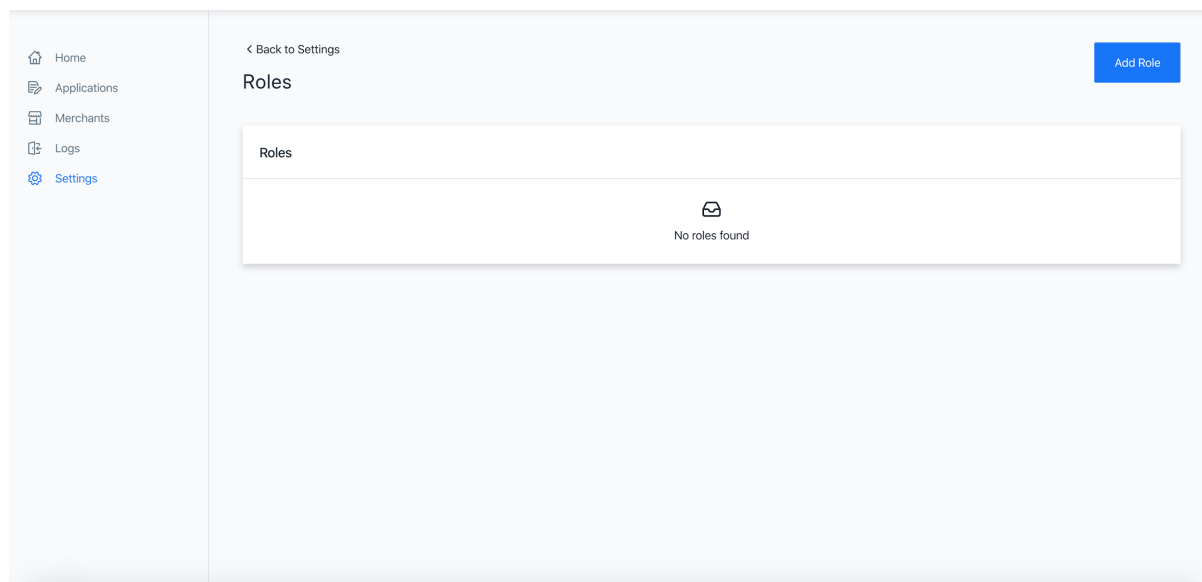 Home
Applications
Merchants
Logs
Settings
Back to Settings
Roles
Add Role
Roles
No roles found